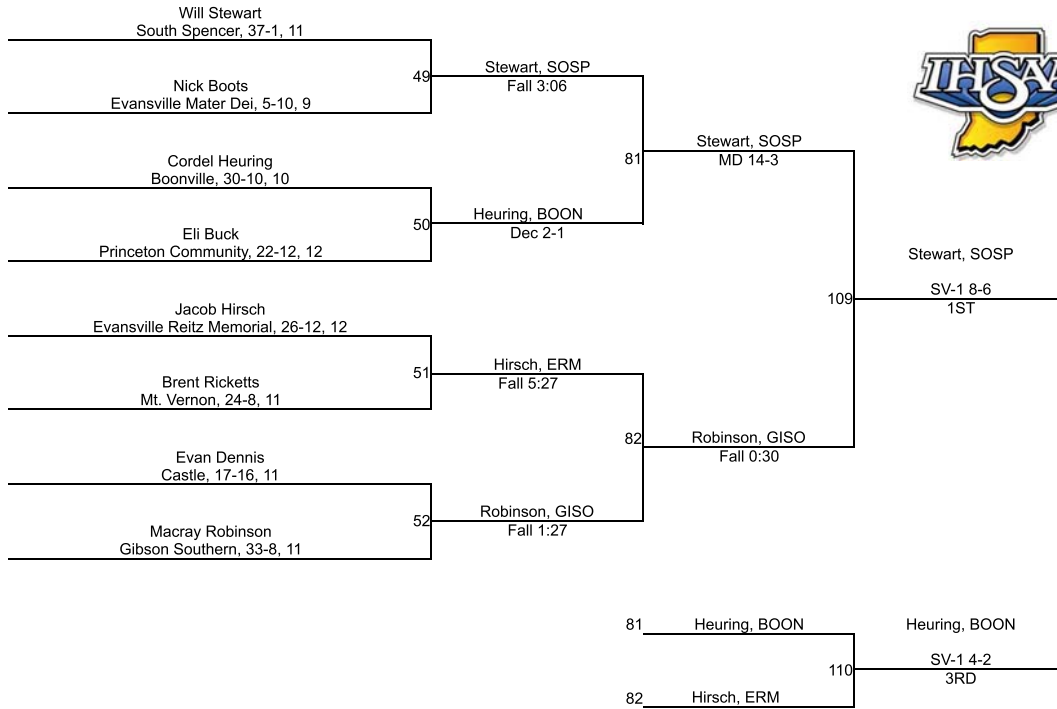 Will Stewart
South Spencer, 37-1, 11
Nick Boots
Evansville Mater Dei, 5-10, 9
49
Stewart, SOSP
Fall 3:06
Cordel Heuring
Boonville, 30-10, 10
Eli Buck
Princeton Community, 22-12, 12
50
Heuring, BOON
Dec 2-1
81
Stewart, SOSP
MD 14-3
Jacob Hirsch
Evansville Reitz Memorial, 26-12, 12
Brent Ricketts
Mt. Vernon, 24-8, 11
51
Hirsch, ERM
Fall 5:27
Evan Dennis
Castle, 17-16, 11
Macray Robinson
Gibson Southern, 33-8, 11
52
Robinson, GISO
Fall 1:27
82
Robinson, GISO
Fall 0:30
109
Stewart, SOSP
SV-1 8-6
1ST
IHSAA
81
Heuring, BOON
82
Hirsch, ERM
110
Heuring, BOON
SV-1 4-2
3RD